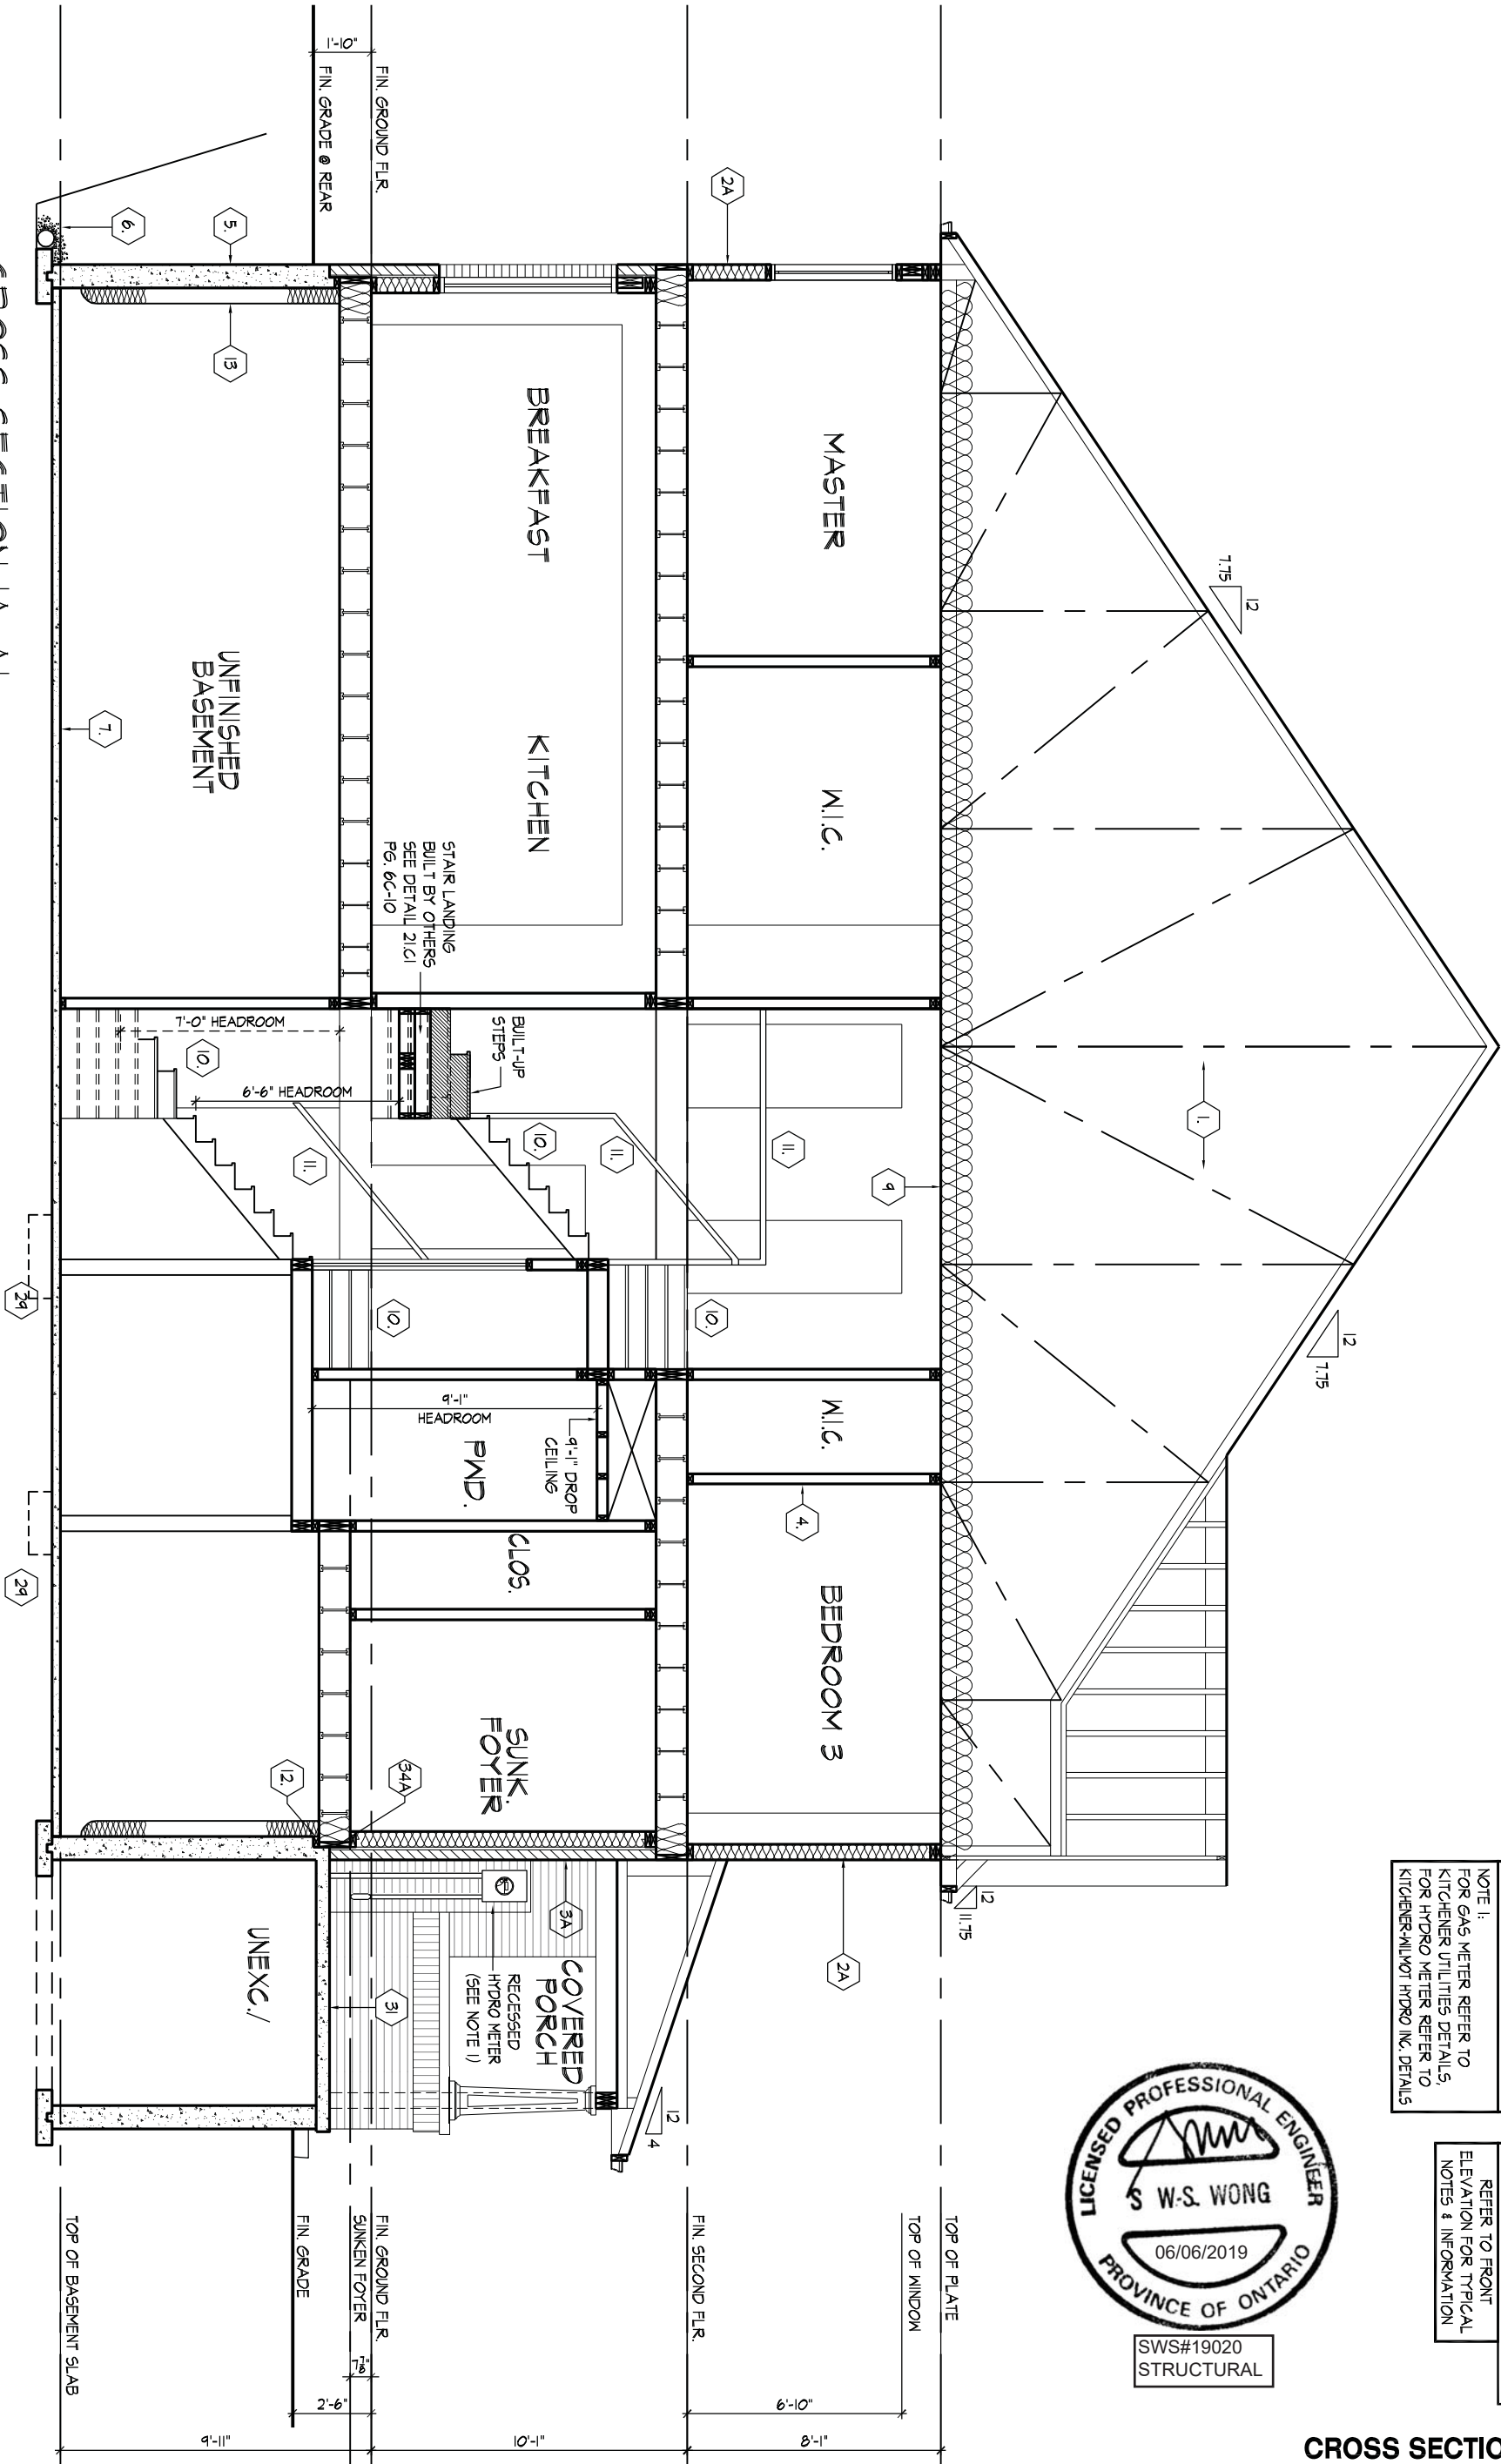 NOTE 1:
FOR GAS METER REFER TO
KITCHENER UTILITIES DETAILS,
FOR HYDRO METER REFER TO
KITCHENER-WILMOT HYDRO INC. DETAILS
REFER TO FRONT
ELEVATION FOR TYPICAL
NOTES & INFORMATION
LICENSED PROFESSIONAL ENGINEER
S W-S. WONG
06/06/2019
PROVINCE OF ONTARIO
SWS#19020
STRUCTURAL
7.75
12
1.
12
7.75
12
11.75
TOP OF PLATE
TOP OF WINDOW
8'-1"
6'-10"
2A
MASTER
W.I.C.
11.
9
10.
W.I.C.
4.
BEDROOM 3
2A
FIN. SECOND FLR.
12
4
BREAKFAST
KITCHEN
STAIR LANDING
BUILT BY OTHERS
SEE DETAIL 21.C1
PG. 6C-10
BUILT-UP
STEPS
10.
11.
10.
9'-1" DROP
CEILING
9'-1"
HEADROOM
PWD.
CLOS.
SUNK.
FOYER
34A
3A
COVERED
PORCH
RECESSED
HYDRO METER
(SEE NOTE 1)
10'-1"
FIN. GROUND FLR.
1'-10"
FIN. GRADE @ REAR
FIN. GROUND FLR.
SUNKEN FOYER
7 7/8"
2'-6"
FIN. GRADE
5.
6.
13
UNFINISHED
BASEMENT
7.
7'-0" HEADROOM
10.
6'-6" HEADROOM
11.
29
29
12.
31
UNEXC./
9'-11"
TOP OF BASEMENT SLAB
CROSS SECTIO